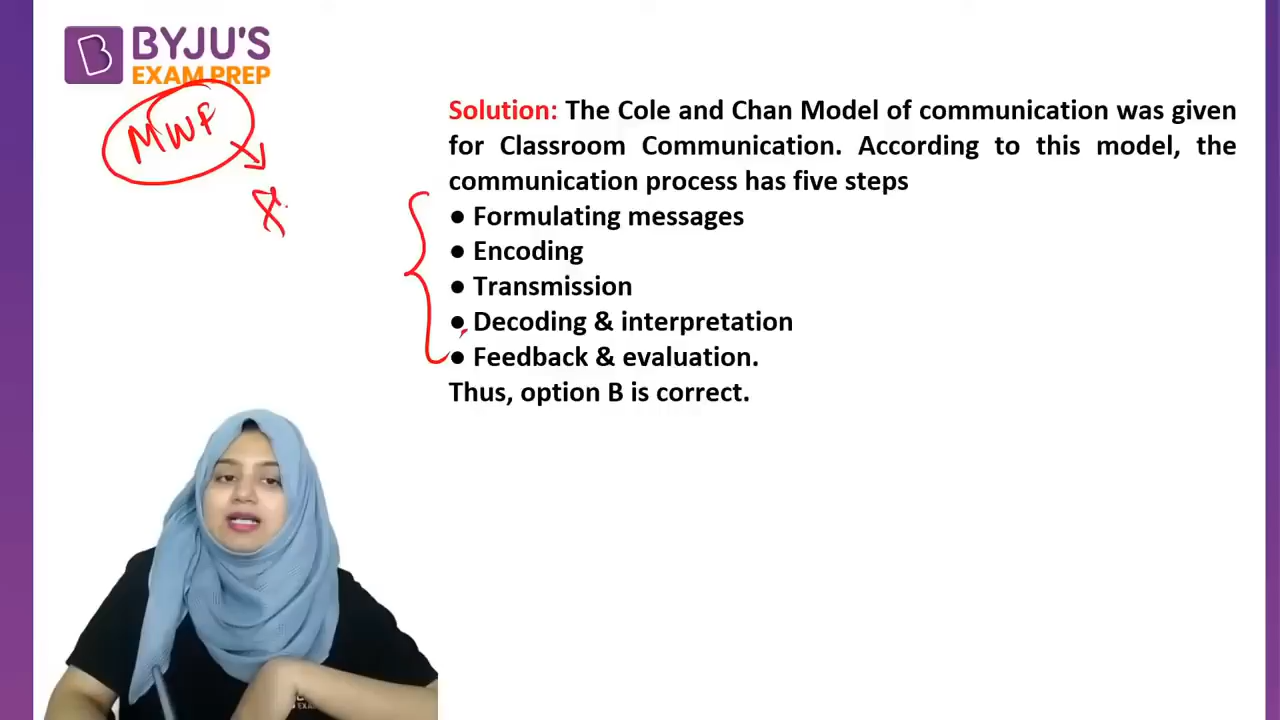 BYJU'S
EXAM PREP
MWF
Solution: The Cole and Chan Model of communication was given
for Classroom Communication. According to this model, the
communication process has five steps
● Formulating messages
● Encoding
● Transmission
● Decoding & interpretation
● Feedback & evaluation.
Thus, option B is correct.